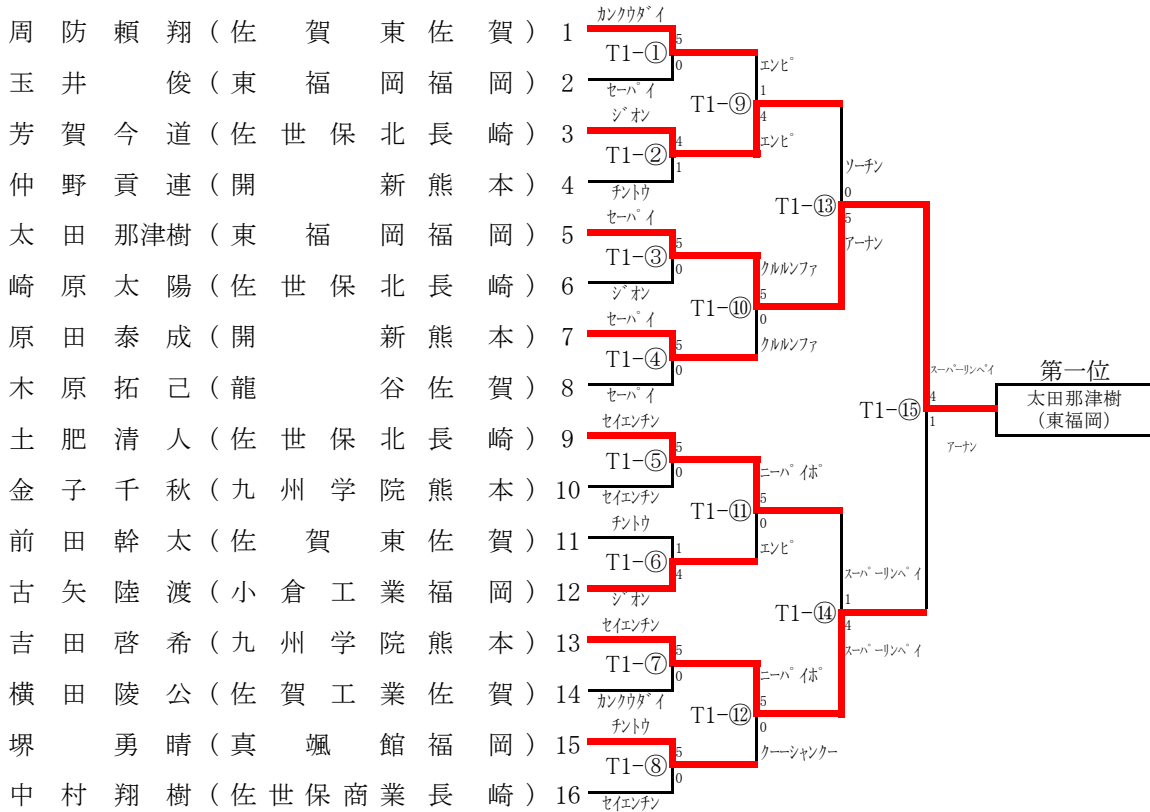 カンクウダイ
周防頼翔(佐賀東佐賀) 1
5
T1-①
0
エンピ
玉井俊(東福岡福岡) 2
セーパイ
1
T1-⑨
4
ジオン
芳賀今道(佐世保北長崎) 3
4
エンピ
T1-②
1
仲野貢連(開新熊本) 4
チントウ
ソーチン
0
T1-⑬
5
セーパイ
太田那津樹(東福岡福岡) 5
5
アーナン
T1-③
0
クルルンファ
崎原太陽(佐世保北長崎) 6
ジオン
5
T1-⑩
0
セーパイ
原田泰成(開新熊本) 7
5
クルルンファ
T1-④
0
スーパーリンペイ
第一位
木原拓己(龍谷佐賀) 8
セーパイ
4
T1-⑮
1
太田那津樹
(東福岡)
セイエンチン
土肥清人(佐世保北長崎) 9
5
アーナン
T1-⑤
0
ニーパイポ
金子千秋(九州学院熊本) 10
セイエンチン
5
T1-⑪
0
チントウ
前田幹太(佐賀東佐賀) 11
1
エンピ
T1-⑥
4
スーパーリンペイ
古矢陸渡(小倉工業福岡) 12
ジオン
1
T1-⑭
4
セイエンチン
吉田啓希(九州学院熊本) 13
5
スーパーリンペイ
T1-⑦
0
ニーパイポ
横田陵公(佐賀工業佐賀) 14
カンクウダイ
5
T1-⑫
0
チントウ
堺勇晴(真颯館福岡) 15
5
クーシャンクー
T1-⑧
0
中村翔樹(佐世保商業長崎) 16
セイエンチン